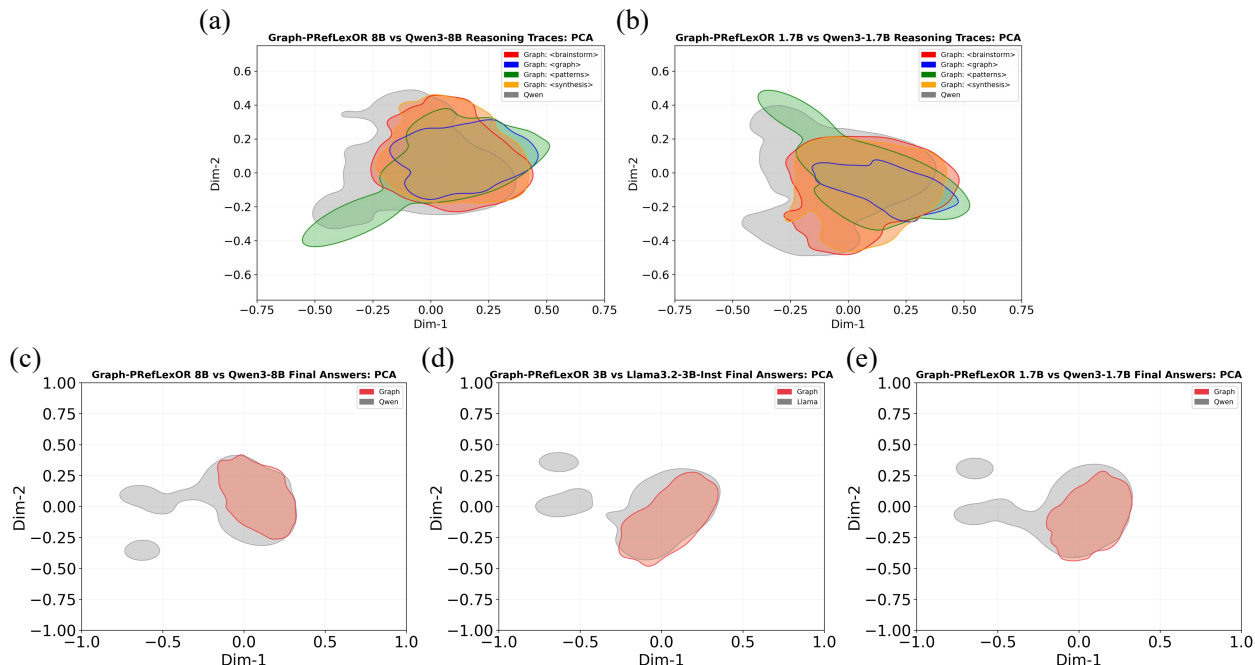 (a)
Graph-PRefLexOR 8B vs Qwen3-8B Reasoning Traces: PCA
Graph: <brainstorm>
Graph: <graph>
Graph: <patterns>
Graph: <synthesis>
Qwen
0.6
0.4
0.2
0.0
−0.2
−0.4
−0.6
Dim-2
−0.75 −0.50 −0.25 0.00 0.25 0.50 0.75
Dim-1
(b)
Graph-PRefLexOR 1.7B vs Qwen3-1.7B Reasoning Traces: PCA
Graph: <brainstorm>
Graph: <graph>
Graph: <patterns>
Graph: <synthesis>
Qwen
0.6
0.4
0.2
0.0
−0.2
−0.4
−0.6
Dim-2
−0.75 −0.50 −0.25 0.00 0.25 0.50 0.75
Dim-1
(c)
Graph-PRefLexOR 8B vs Qwen3-8B Final Answers: PCA
Graph
Qwen
1.00
0.75
0.50
0.25
0.00
−0.25
−0.50
−0.75
−1.00
Dim-2
−1.0 −0.5 0.0 0.5 1.0
Dim-1
(d)
Graph-PRefLexOR 3B vs Llama3.2-3B-Inst Final Answers: PCA
Graph
Llama
1.00
0.75
0.50
0.25
0.00
−0.25
−0.50
−0.75
−1.00
Dim-2
−1.0 −0.5 0.0 0.5 1.0
Dim-1
(e)
Graph-PRefLexOR 1.7B vs Qwen3-1.7B Final Answers: PCA
Graph
Qwen
1.00
0.75
0.50
0.25
0.00
−0.25
−0.50
−0.75
−1.00
Dim-2
−1.0 −0.5 0.0 0.5 1.0
Dim-1